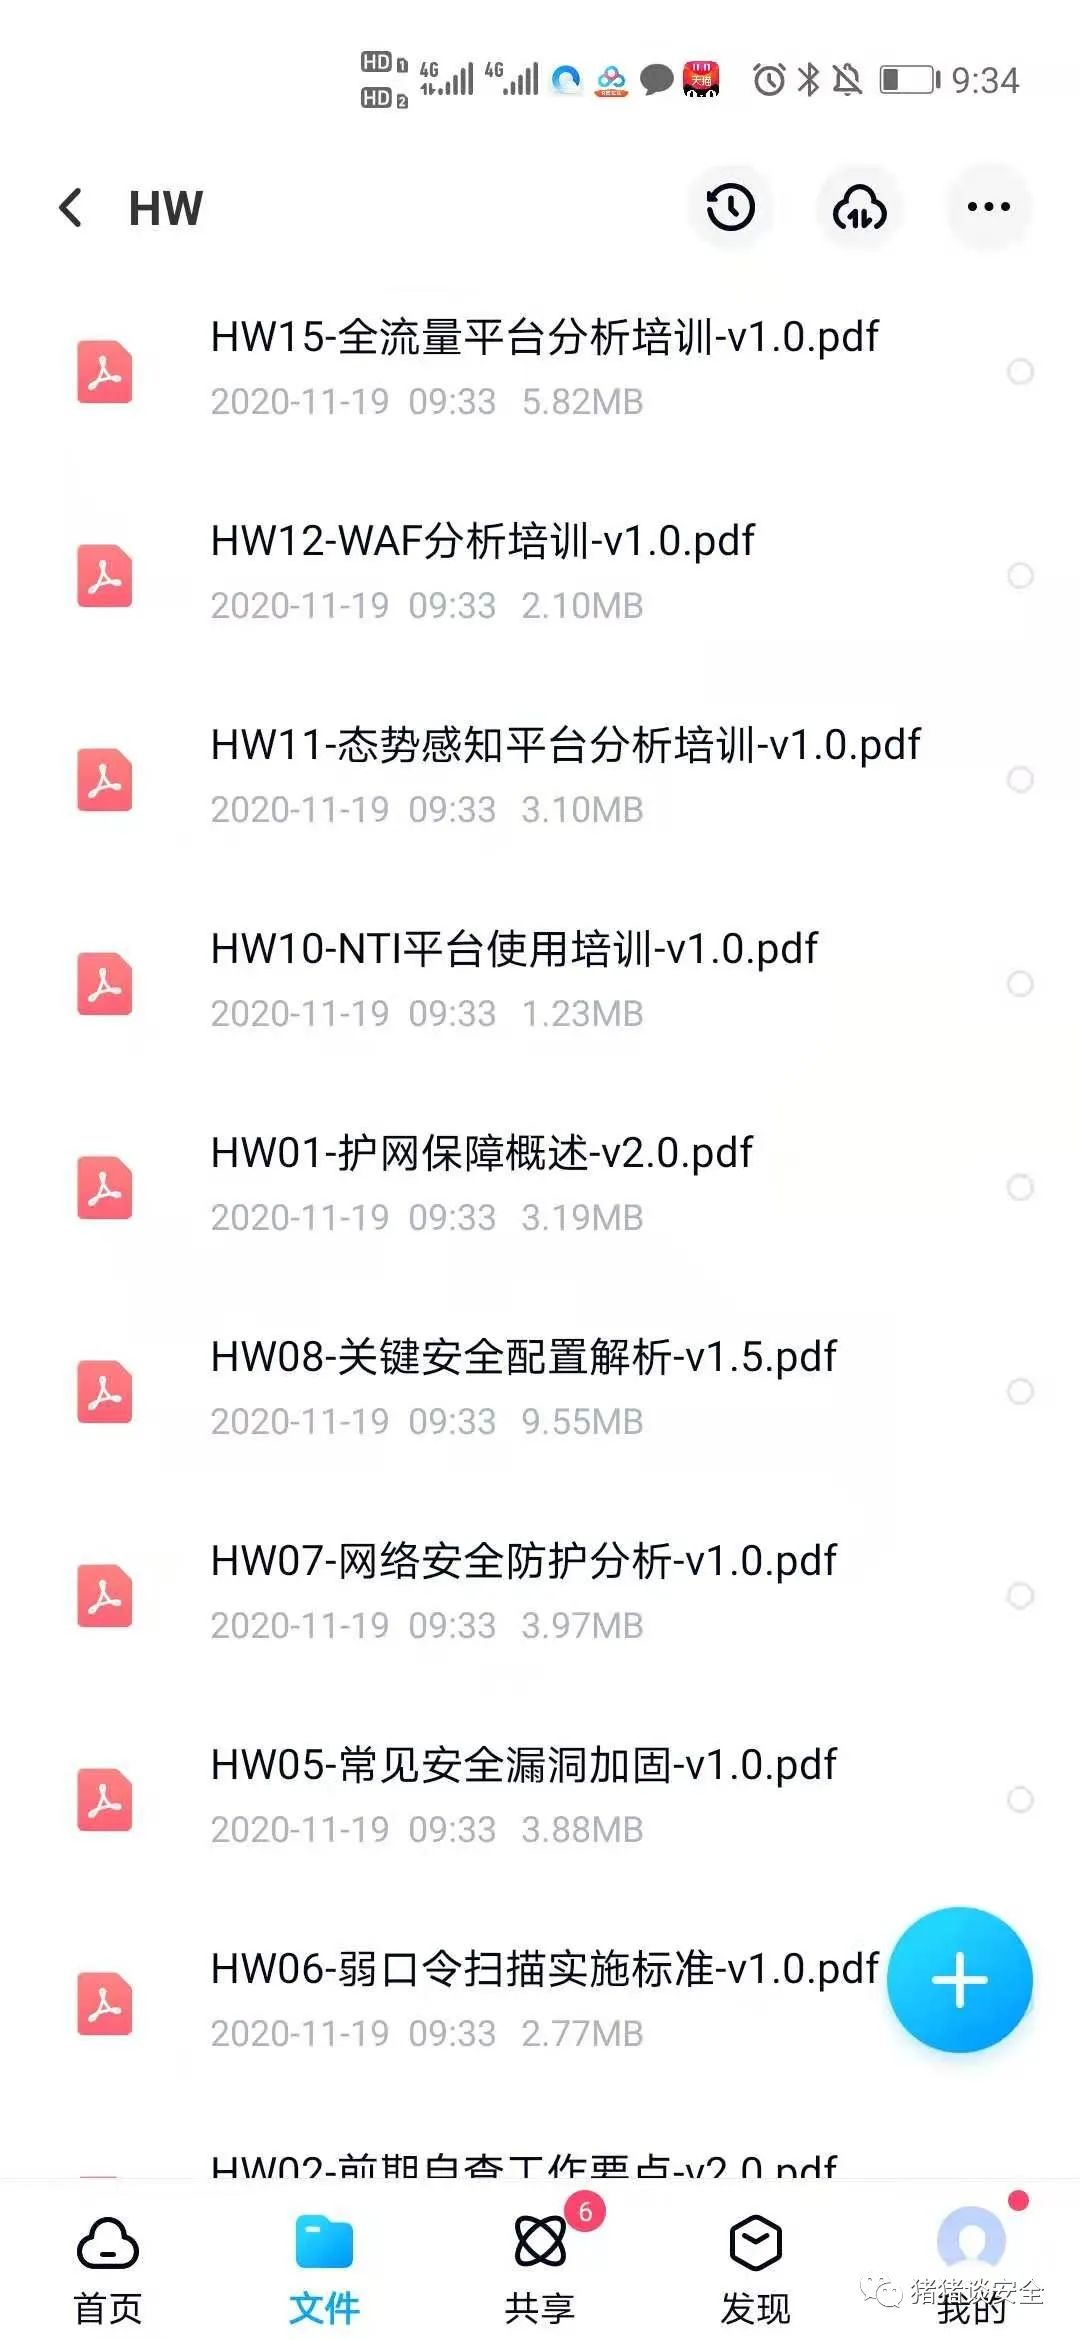 HD 1 4G 4G 9:34
HD 2
HW
HW15-全流量平台分析培训-v1.0.pdf
2020-11-19 09:33 5.82MB
HW12-WAF分析培训-v1.0.pdf
2020-11-19 09:33 2.10MB
HW11-态势感知平台分析培训-v1.0.pdf
2020-11-19 09:33 3.10MB
HW10-NTI平台使用培训-v1.0.pdf
2020-11-19 09:33 1.23MB
HW01-护网保障概述-v2.0.pdf
2020-11-19 09:33 3.19MB
HW08-关键安全配置解析-v1.5.pdf
2020-11-19 09:33 9.55MB
HW07-网络安全防护分析-v1.0.pdf
2020-11-19 09:33 3.97MB
HW05-常见安全漏洞加固-v1.0.pdf
2020-11-19 09:33 3.88MB
HW06-弱口令扫描实施标准-v1.0.pdf
2020-11-19 09:33 2.77MB
HW02-前期自查工作要点-v2.0.pdf
6
猪猪谈安全
首页 文件 共享 发现 我的